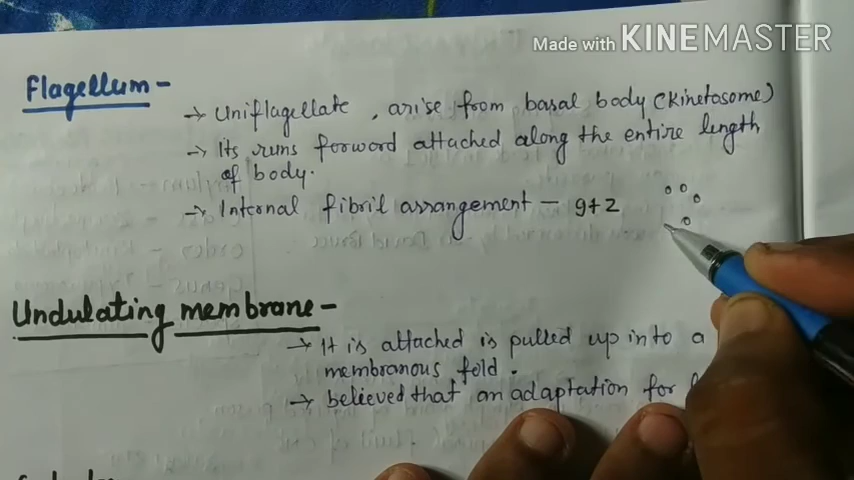 Made with KINEMASTER
Flagellum -
→ Uniflagellate, arise from basal body (Kinetosome)
→ Its runs forword attached along the entire length
of body.
→ Internal fibril arrangement - 9+2
Undulating membrane -
→ It is attached is pulled up into a
membranous fold.
→ believed that an adaptation for